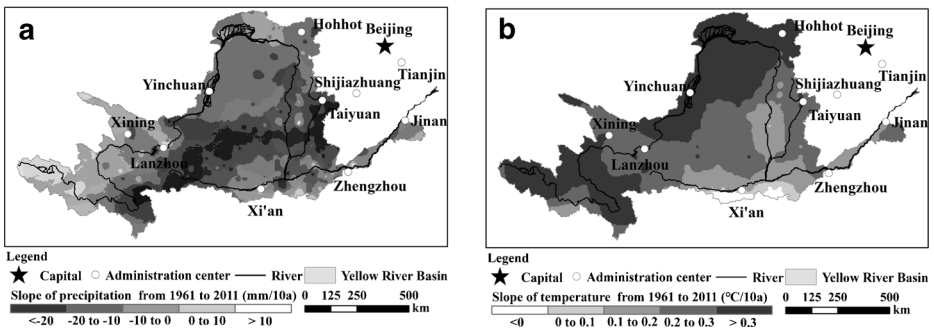 a
Hohhot
Beijing
Tianjin
Yinchuan
Shijiazhuang
Taiyuan
Xining
Jinan
Lanzhou
Zhengzhou
Xi'an
Legend
Capital Administration center River Yellow River Basin
Slope of precipitation from 1961 to 2011 (mm/10a)
<-20 -20 to -10 -10 to 0 0 to 10 > 10
0 125 250 500
km
b
Hohhot
Beijing
Tianjin
Yinchuan
Shijiazhuang
Taiyuan
Xining
Jinan
Lanzhou
Zhengzhou
Xi'an
Legend
Capital Administration center River Yellow River Basin
Slope of temperature from 1961 to 2011 (°C/10a)
<0 0 to 0.1 0.1 to 0.2 0.2 to 0.3 > 0.3
0 125 250 500
km